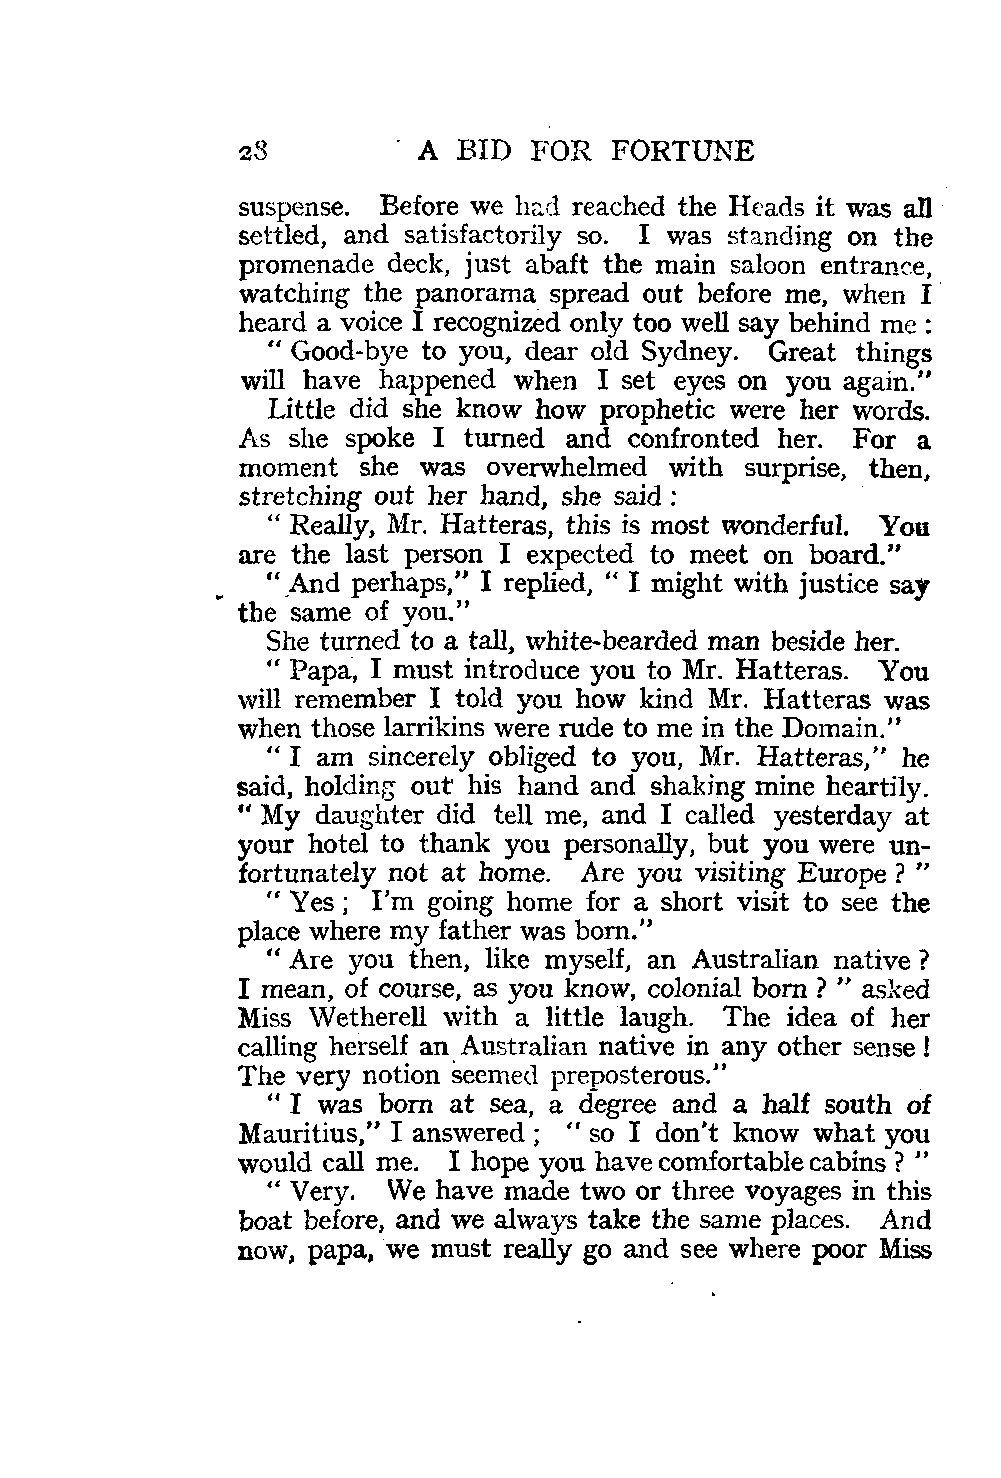 28 A BID FOR FORTUNE
suspense. Before we had reached the Heads it was all
settled, and satisfactorily so. I was standing on the
promenade deck, just abaft the main saloon entrance,
watching the panorama spread out before me, when I
heard a voice I recognized only too well say behind me :
" Good-bye to you, dear old Sydney. Great things
will have happened when I set eyes on you again."
Little did she know how prophetic were her words.
As she spoke I turned and confronted her. For a
moment she was overwhelmed with surprise, then,
stretching out her hand, she said :
" Really, Mr. Hatteras, this is most wonderful. You
are the last person I expected to meet on board."
" And perhaps," I replied, " I might with justice say
the same of you."
She turned to a tall, white-bearded man beside her.
" Papa, I must introduce you to Mr. Hatteras. You
will remember I told you how kind Mr. Hatteras was
when those larrikins were rude to me in the Domain."
" I am sincerely obliged to you, Mr. Hatteras," he
said, holding out his hand and shaking mine heartily.
" My daughter did tell me, and I called yesterday at
your hotel to thank you personally, but you were un-
fortunately not at home. Are you visiting Europe ? "
" Yes ; I'm going home for a short visit to see the
place where my father was born."
" Are you then, like myself, an Australian native ?
I mean, of course, as you know, colonial born ? " asked
Miss Wetherell with a little laugh. The idea of her
calling herself an Australian native in any other sense !
The very notion seemed preposterous."
" I was born at sea, a degree and a half south of
Mauritius," I answered ; " so I don't know what you
would call me. I hope you have comfortable cabins ? "
" Very. We have made two or three voyages in this
boat before, and we always take the same places. And
now, papa, we must really go and see where poor Miss